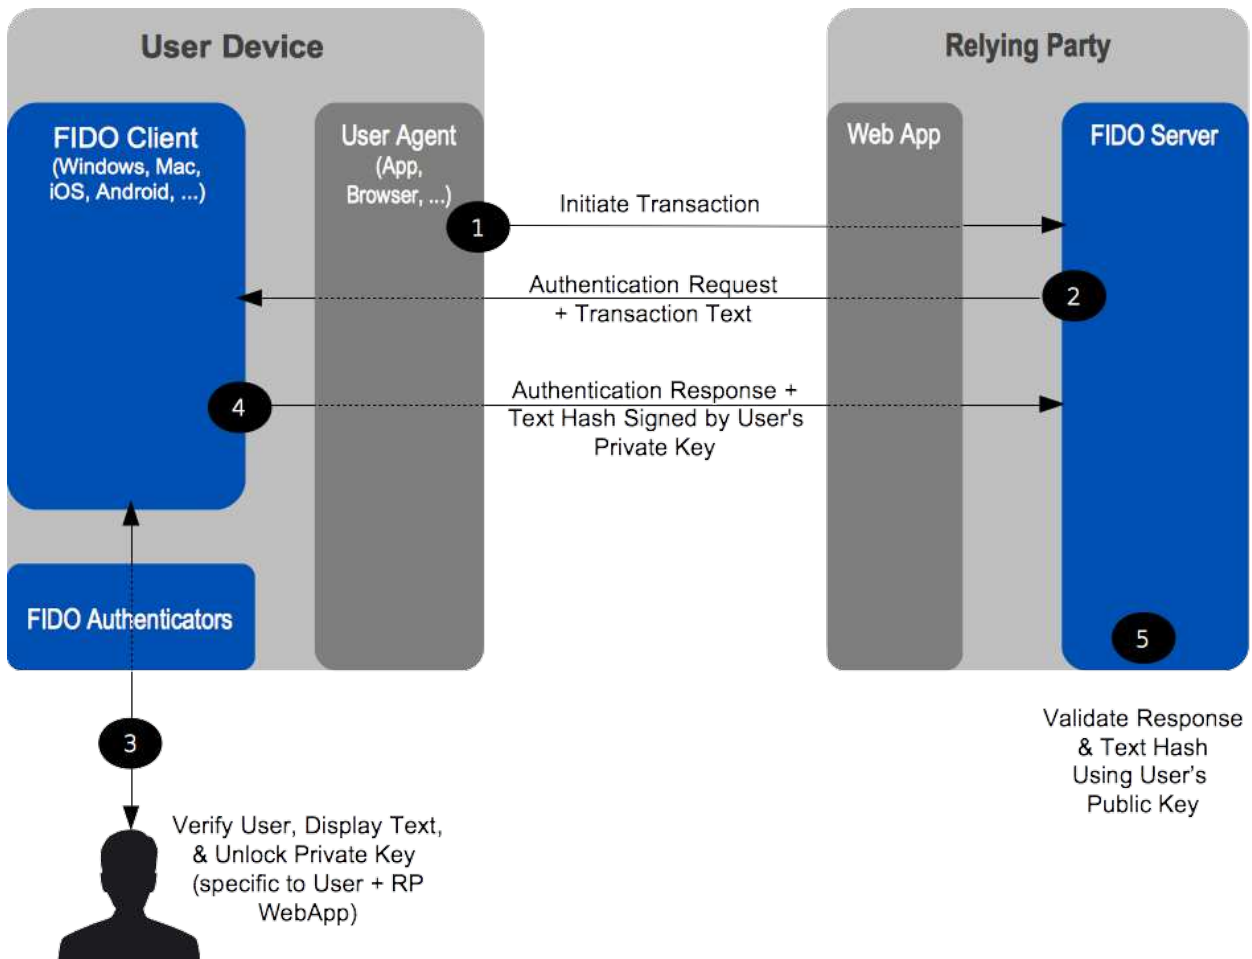 User Device
Relying Party
FIDO Client
(Windows, Mac,
iOS, Android, ...)
User Agent
(App,
Browser, ...)
Web App
FIDO Server
1
Initiate Transaction
Authentication Request
+ Transaction Text
2
4
Authentication Response +
Text Hash Signed by User's
Private Key
FIDO Authenticators
5
3
Validate Response
& Text Hash
Using User’s
Public Key
Verify User, Display Text,
& Unlock Private Key
(specific to User + RP
WebApp)